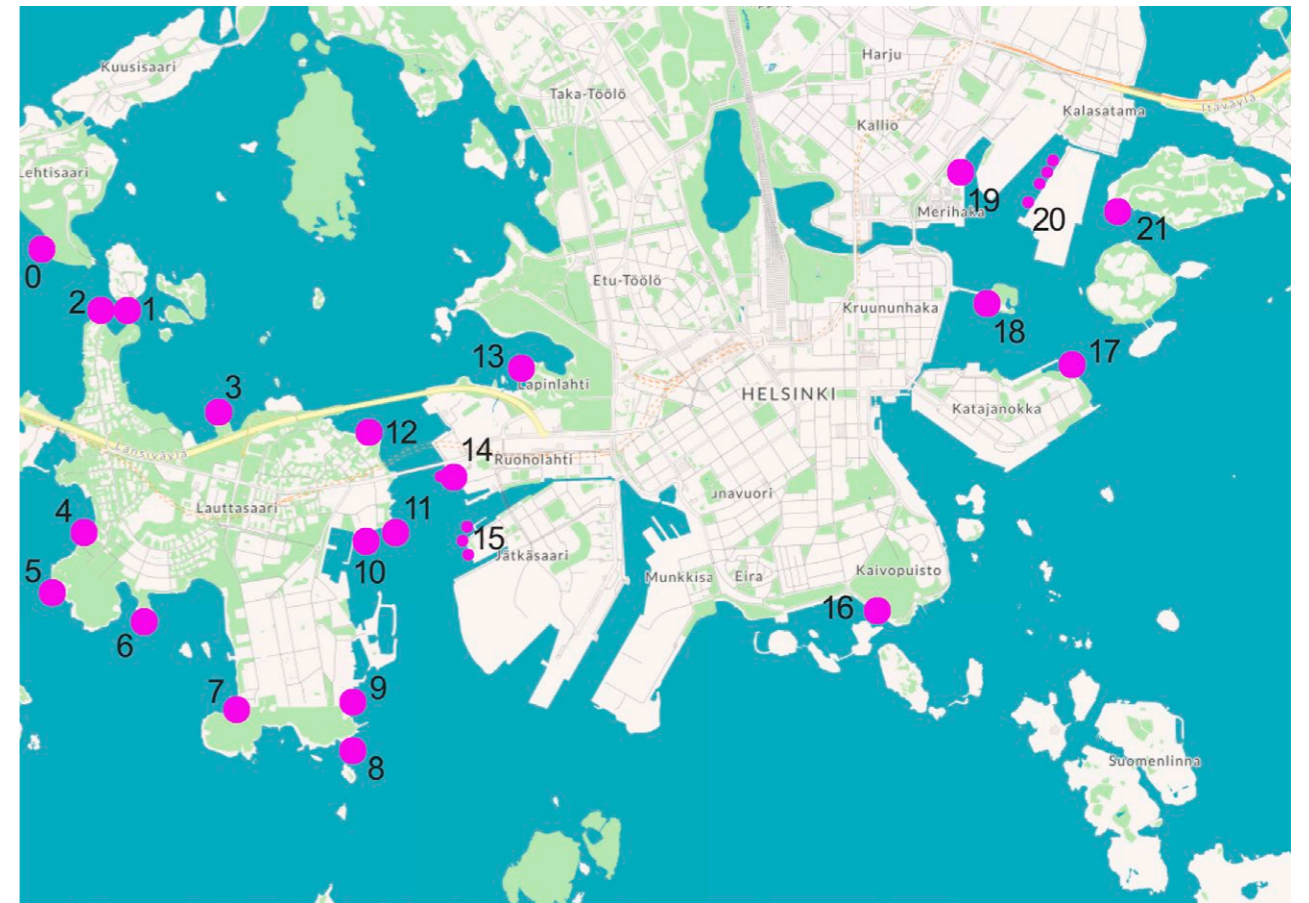 Harju
Kuusisaari
Taka-Töölö
Itäväylä
Kalasatama
Kallio
Lehtisaari
19
Merihaka
20
21
0
Etu-Töölö
2
1
Kruununhaka
18
13
17
Lapinlahti
HELSINKI
3
Katajanokka
12
Länsiväylä
14
Ruoholahti
unavuori
4
Lauttasaari
11
15
10
Jätkäsaari
5
Munkkisa
Eira
Kaivopuisto
16
6
7
9
8
Suomenlinna